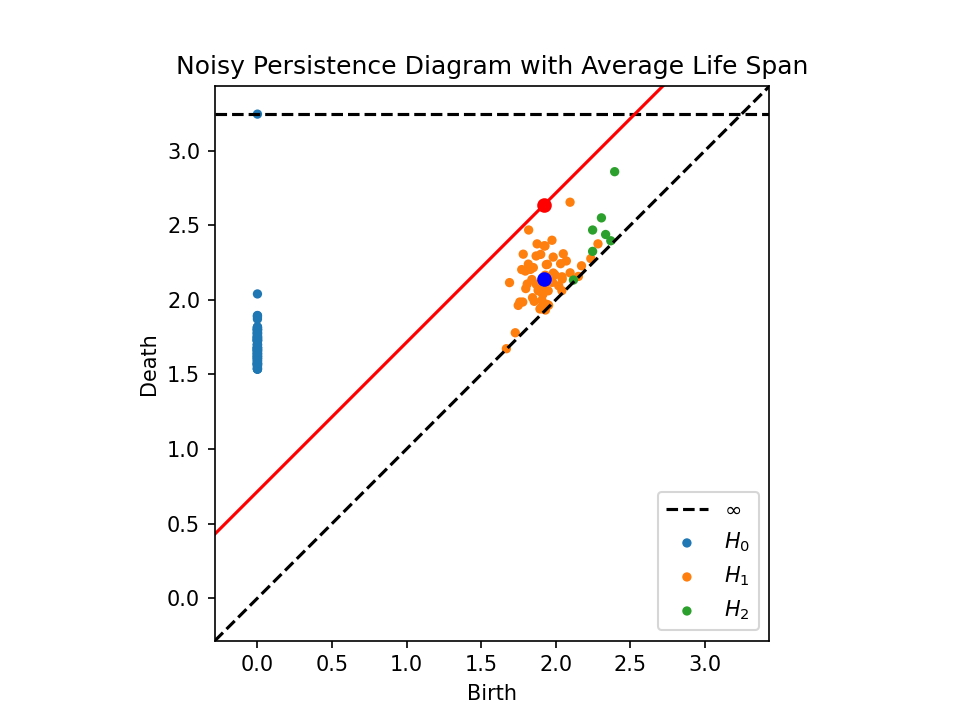 Noisy Persistence Diagram with Average Life Span
Death
3.0
2.5
2.0
1.5
1.0
0.5
0.0
∞
H₀
H₁
H₂
0.0 0.5 1.0 1.5 2.0 2.5 3.0
Birth